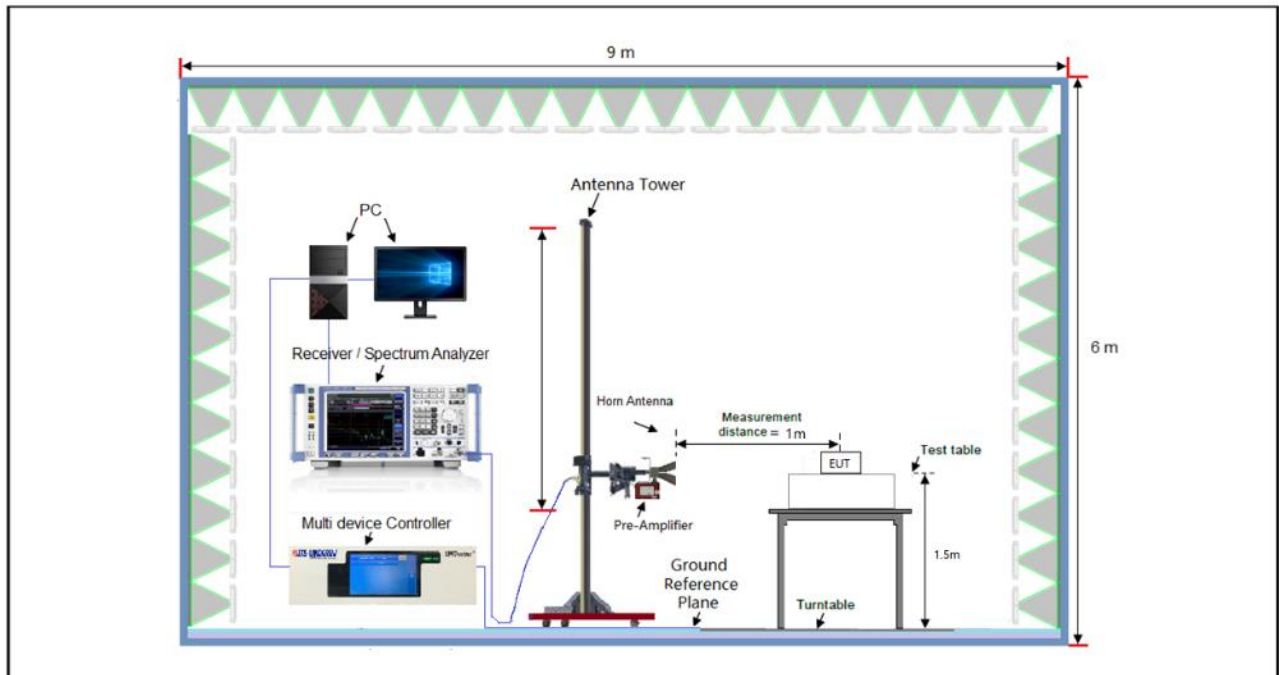 9 m
Antenna Tower
PC
Receiver / Spectrum Analyzer
6 m
Horn Antenna
Measurement
distance = 1m
EUT
Test table
Pre-Amplifier
Multi device Controller
1.5m
Ground
Reference
Plane
Turntable